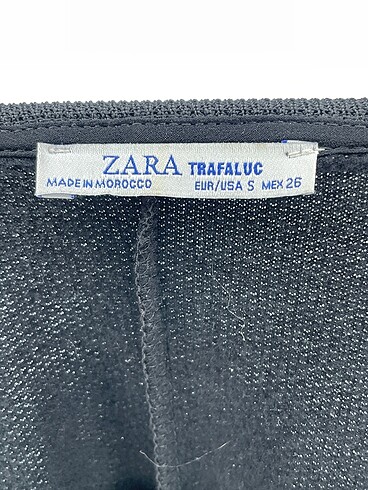 ZARA TRAFALUC
MADE IN MOROCCO EUR/USA S MEX 26